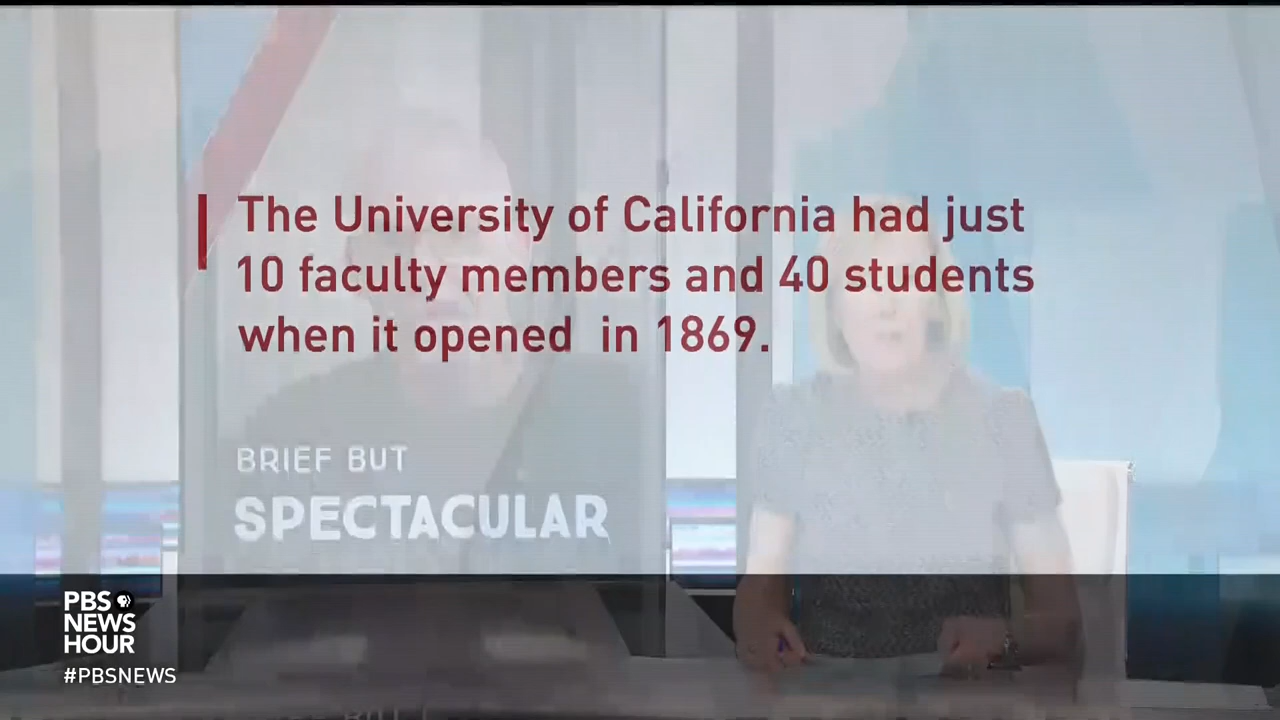 The University of California had just
10 faculty members and 40 students
when it opened in 1869.
BRIEF BUT
SPECTACULAR
PBS
NEWS
HOUR
#PBSNEWS